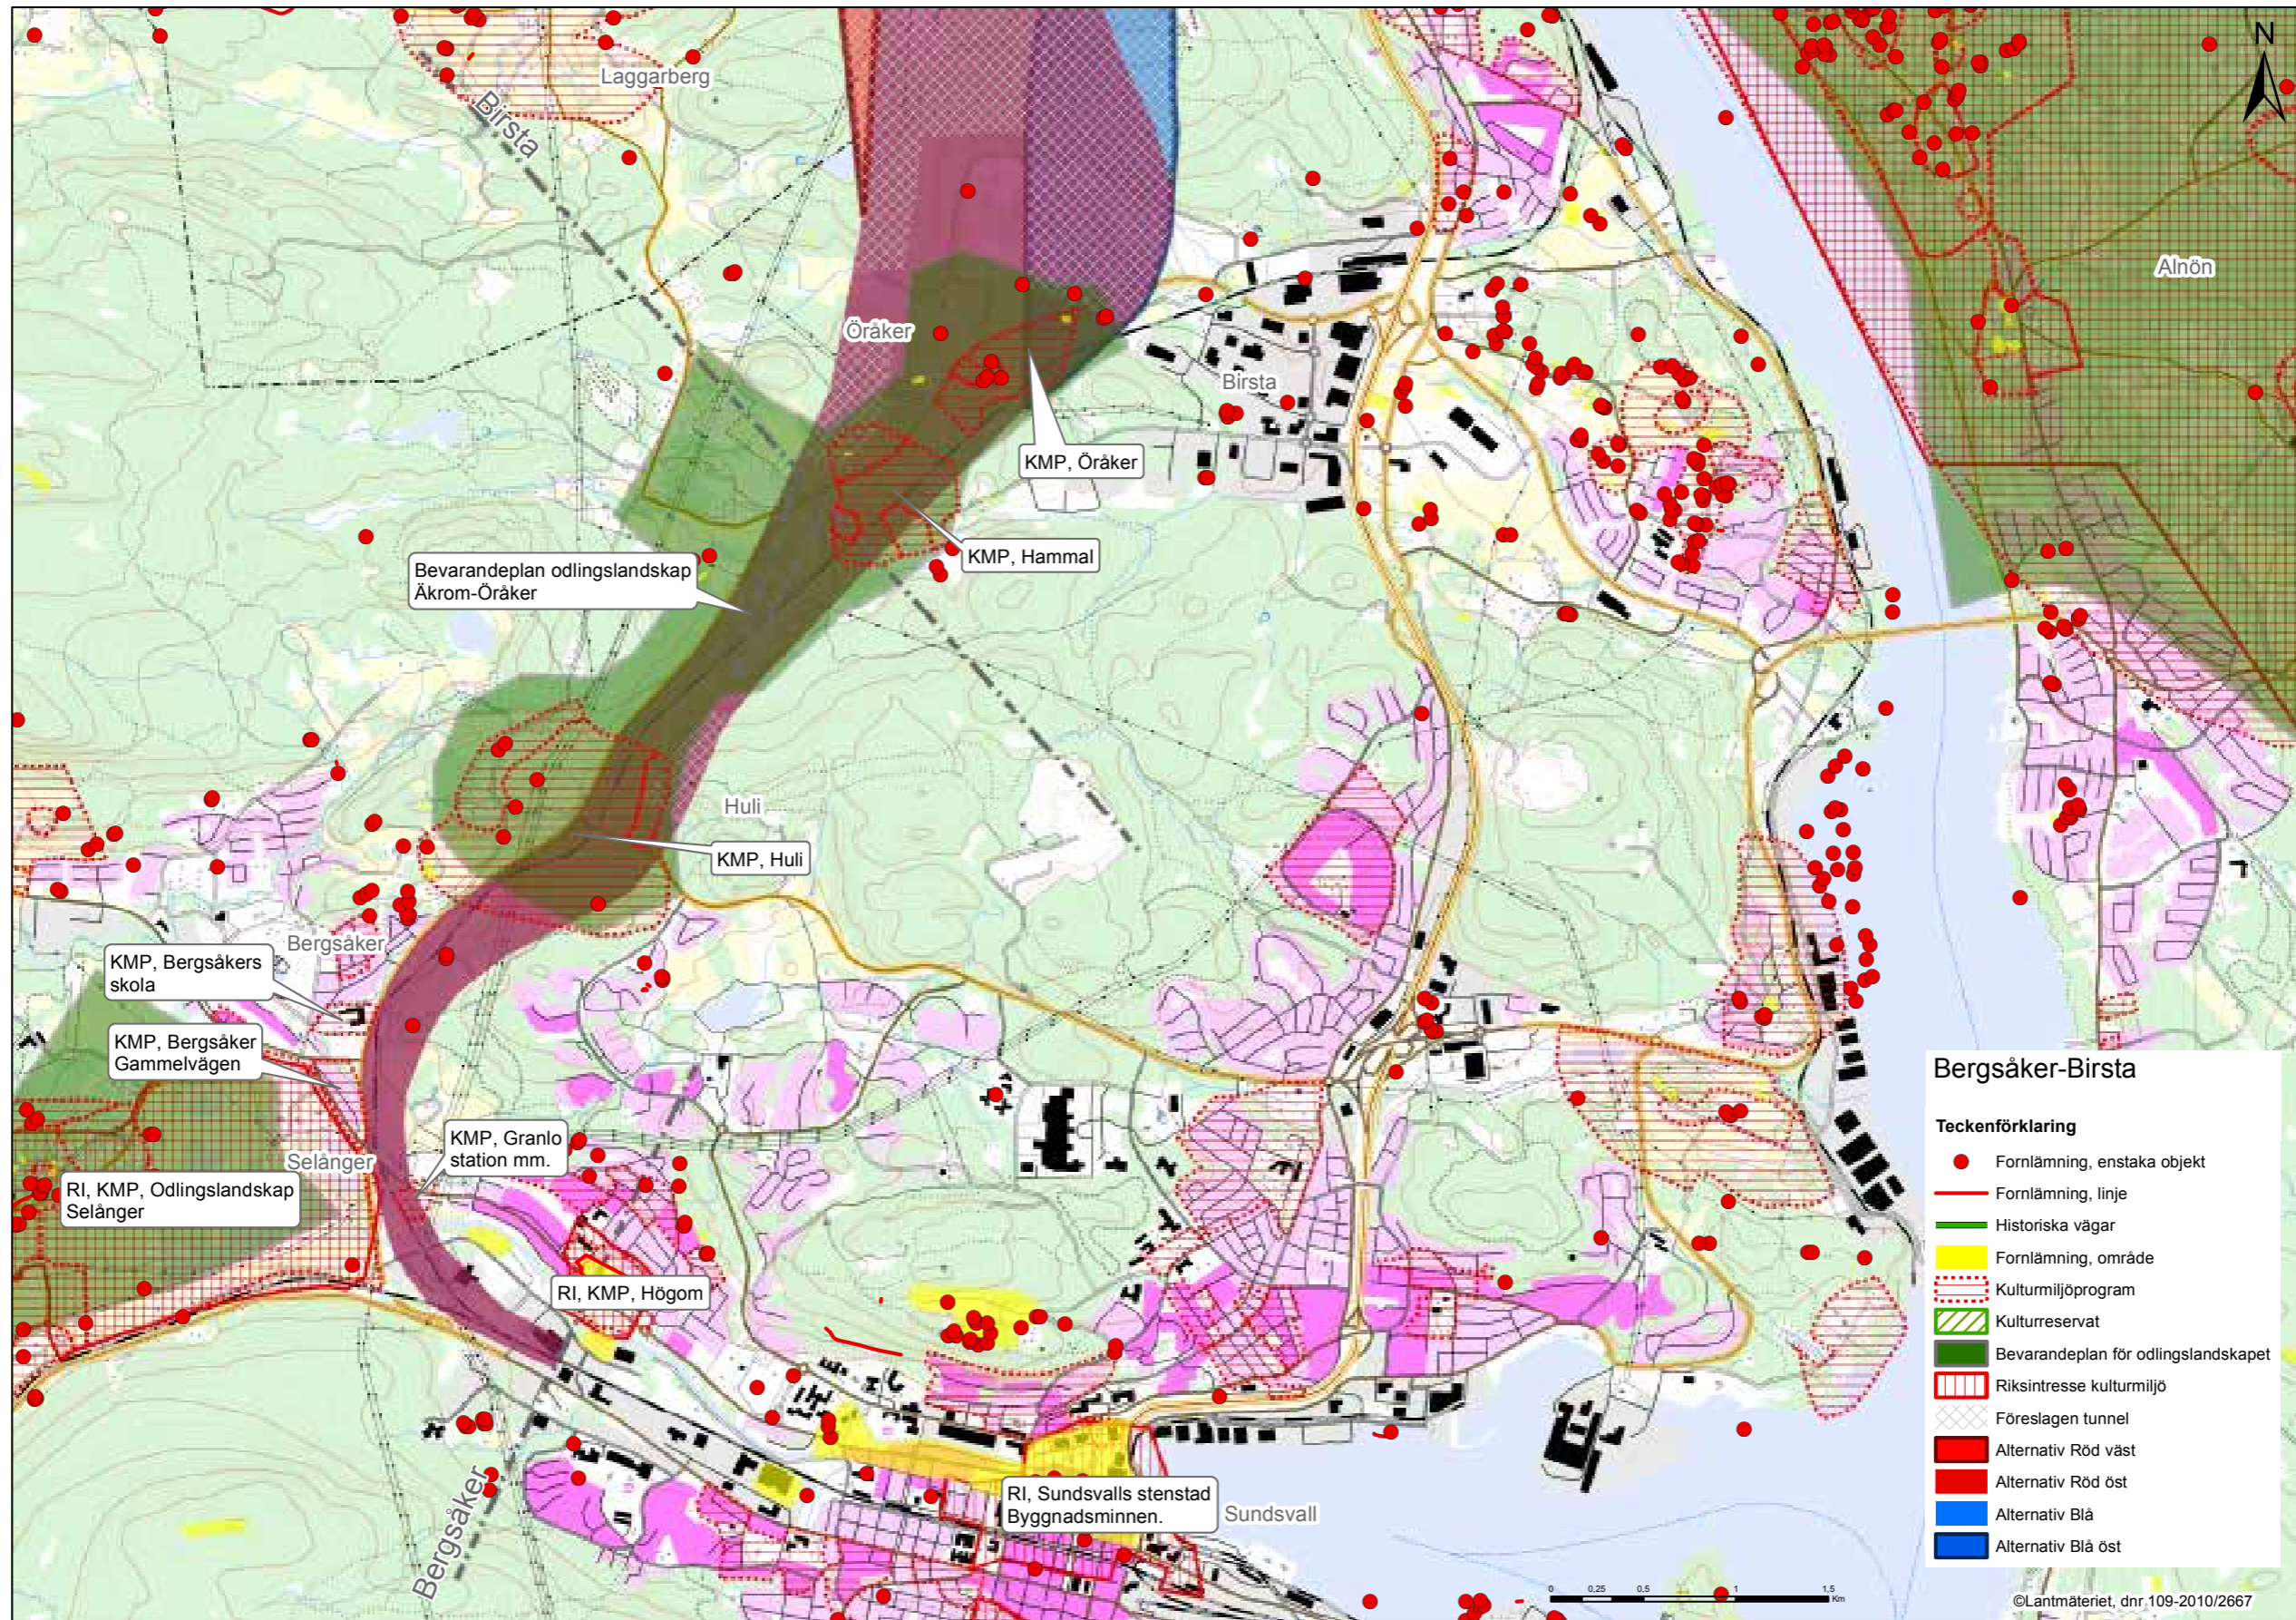 N
Laggarberg
Birsta
Alnön
Öråker
Birsta
KMP, Öråker
KMP, Hammal
Bevarandeplan odlingslandskap
Äkrom-Öråker
Huli
KMP, Huli
Bergsåker
KMP, Bergsåkers
skola
KMP, Bergsåker
Gammelvägen
KMP, Granlo
station mm.
Selånger
RI, KMP, Odlingslandskap
Selånger
RI, KMP, Högom
RI, Sundsvalls stenstad
Byggnadsminnen.
Sundsvall
Bergsåker
Bergsåker-Birsta
Teckenförklaring
Fornlämning, enstaka objekt
Fornlämning, linje
Historiska vägar
Fornlämning, område
Kulturmiljöprogram
Kulturreservat
Bevarandeplan för odlingslandskapet
Riksintresse kulturmiljö
Föreslagen tunnel
Alternativ Röd väst
Alternativ Röd öst
Alternativ Blå
Alternativ Blå öst
0 0,25 0,5 1 1,5
Km
©Lantmäteriet, dnr 109-2010/2667